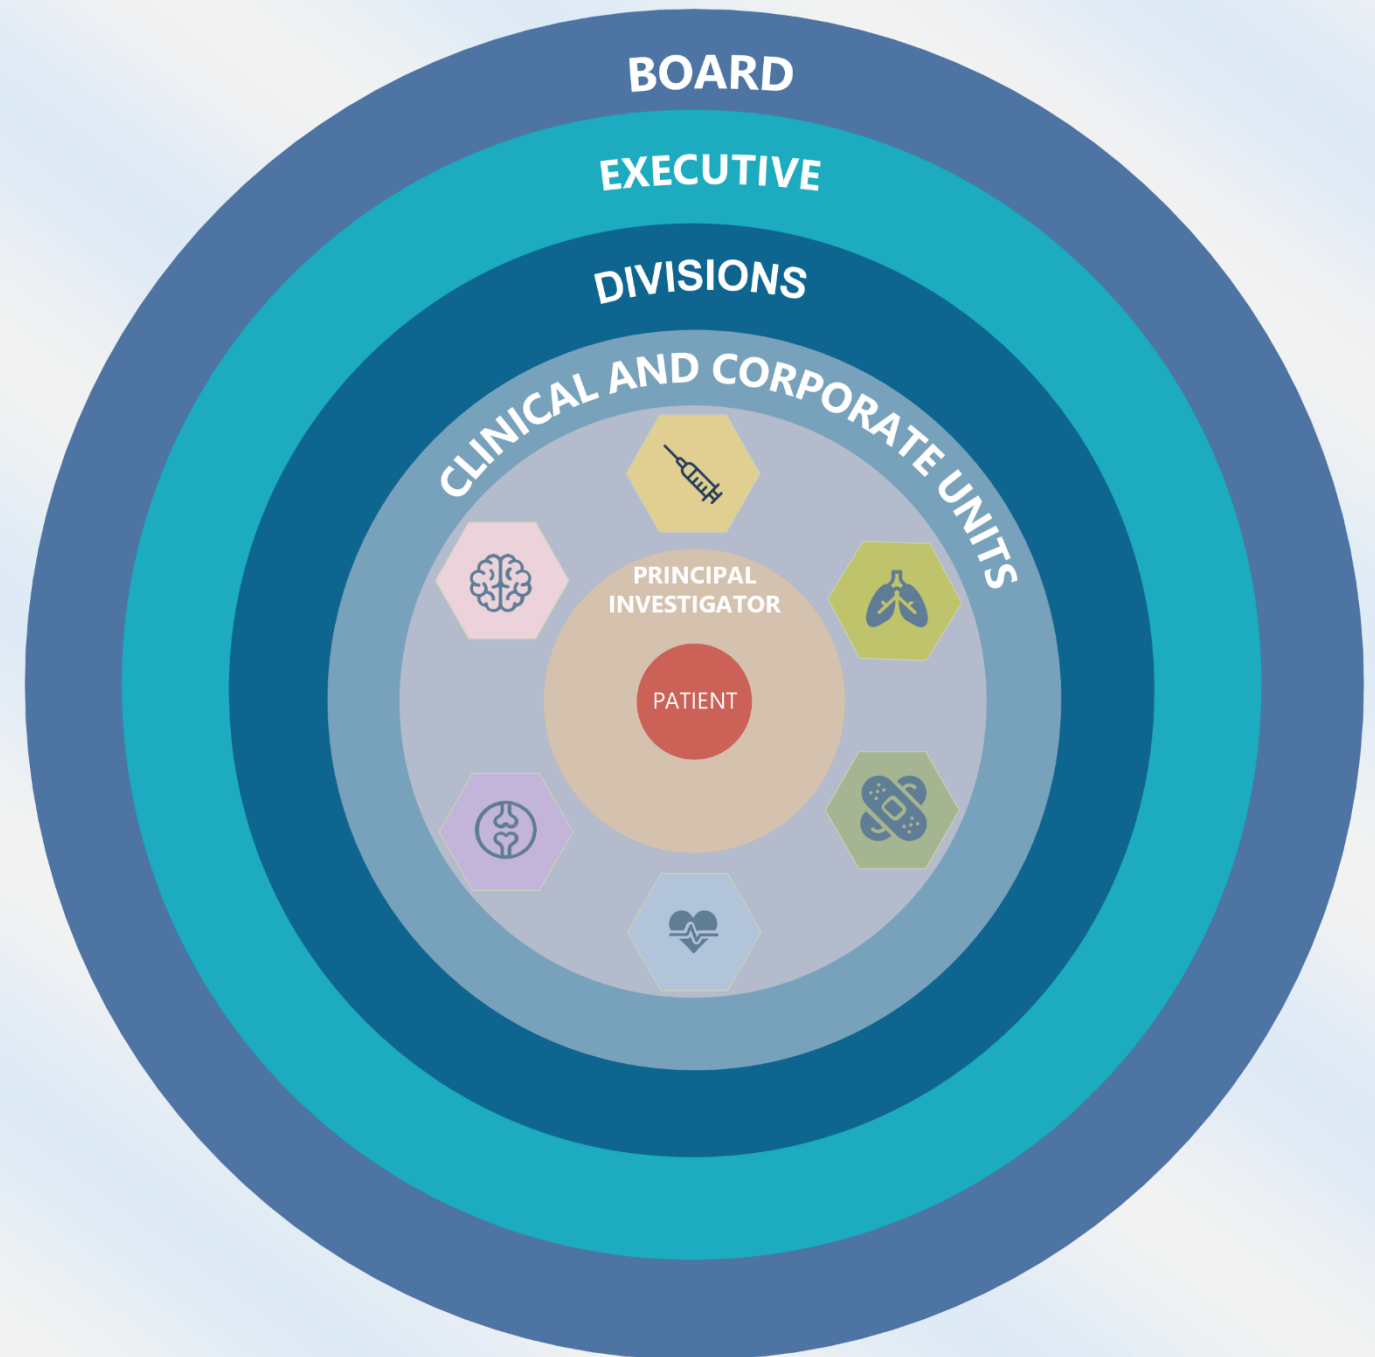 BOARD
EXECUTIVE
DIVISIONS
CLINICAL AND CORPORATE UNITS
PRINCIPAL
INVESTIGATOR
PATIENT